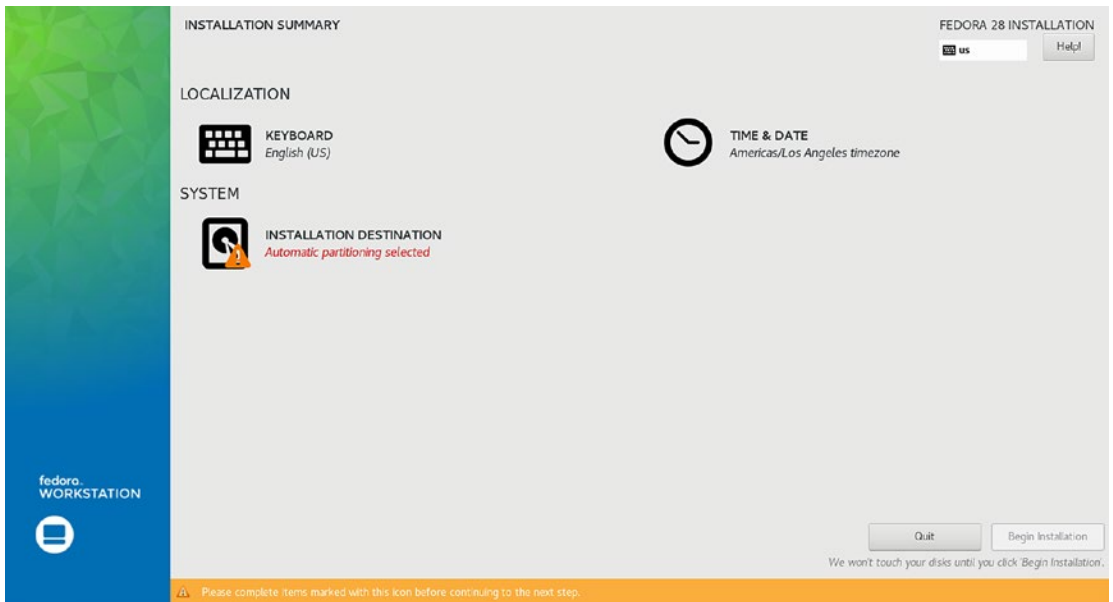 INSTALLATION SUMMARY
FEDORA 28 INSTALLATION
us
Help!
LOCALIZATION
KEYBOARD
English (US)
TIME & DATE
Americas/Los Angeles timezone
SYSTEM
INSTALLATION DESTINATION
Automatic partitioning selected
fedora.
WORKSTATION
Quit
Begin Installation
We won't touch your disks until you click 'Begin Installation'.
Please complete items marked with this icon before continuing to the next step.